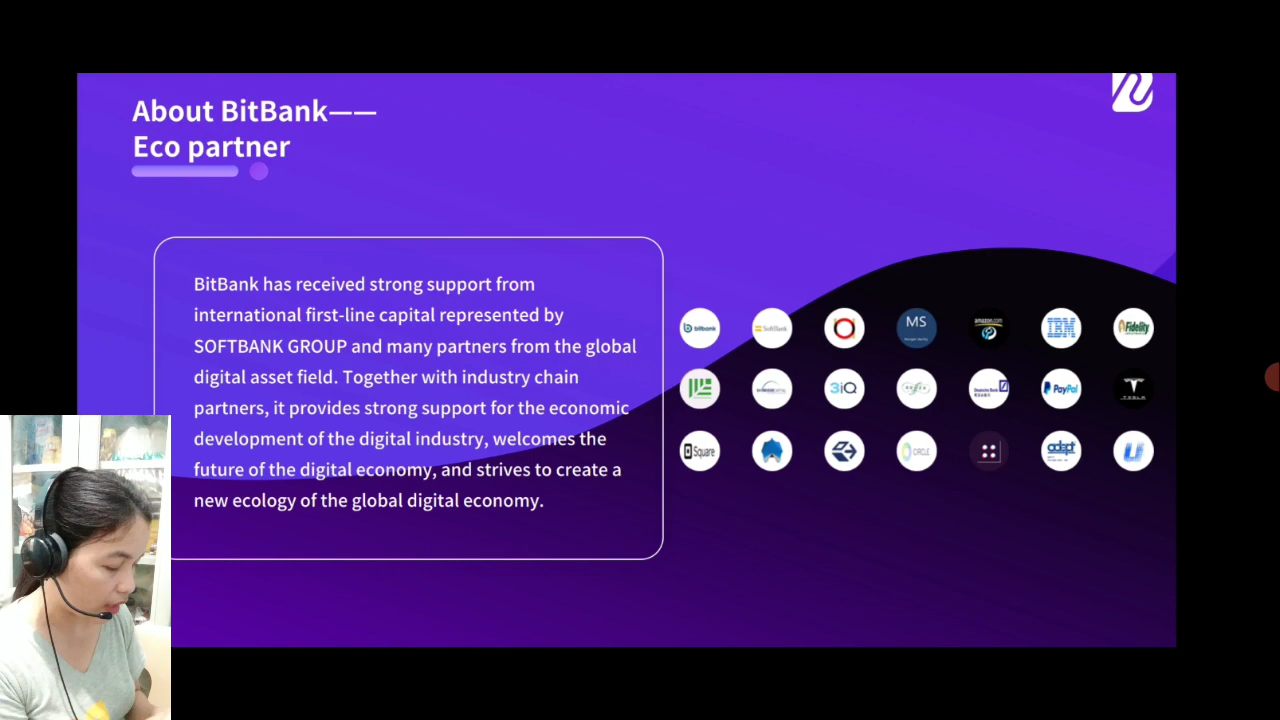 About BitBank——
Eco partner
BitBank has received strong support from
international first-line capital represented by
SOFTBANK GROUP and many partners from the global
digital asset field. Together with industry chain
partners, it provides strong support for the economic
development of the digital industry, welcomes the
future of the digital economy, and strives to create a
new ecology of the global digital economy.
bitbank
SoftBank
MS
amazon.com
IBM
Fidelity
3iQ
Deutsche Bank
PayPal
TESLA
Square
CIRCLE
adapt